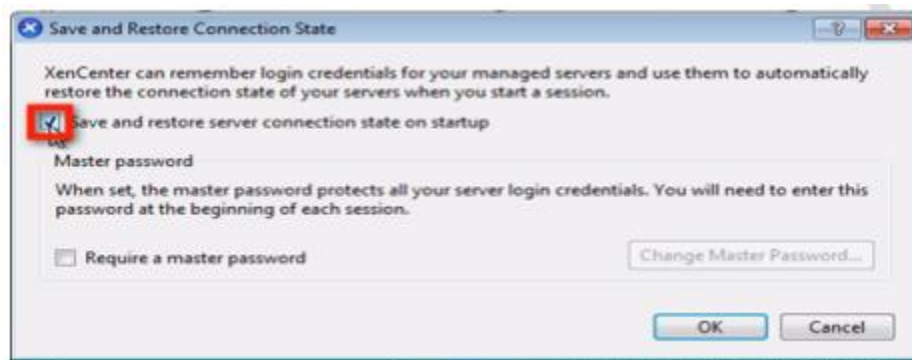 Save and Restore Connection State
XenCenter can remember login credentials for your managed servers and use them to automatically
restore the connection state of your servers when you start a session.
Save and restore server connection state on startup
Master password
When set, the master password protects all your server login credentials. You will need to enter this
password at the beginning of each session.
Require a master password
Change Master Password...
OK
Cancel